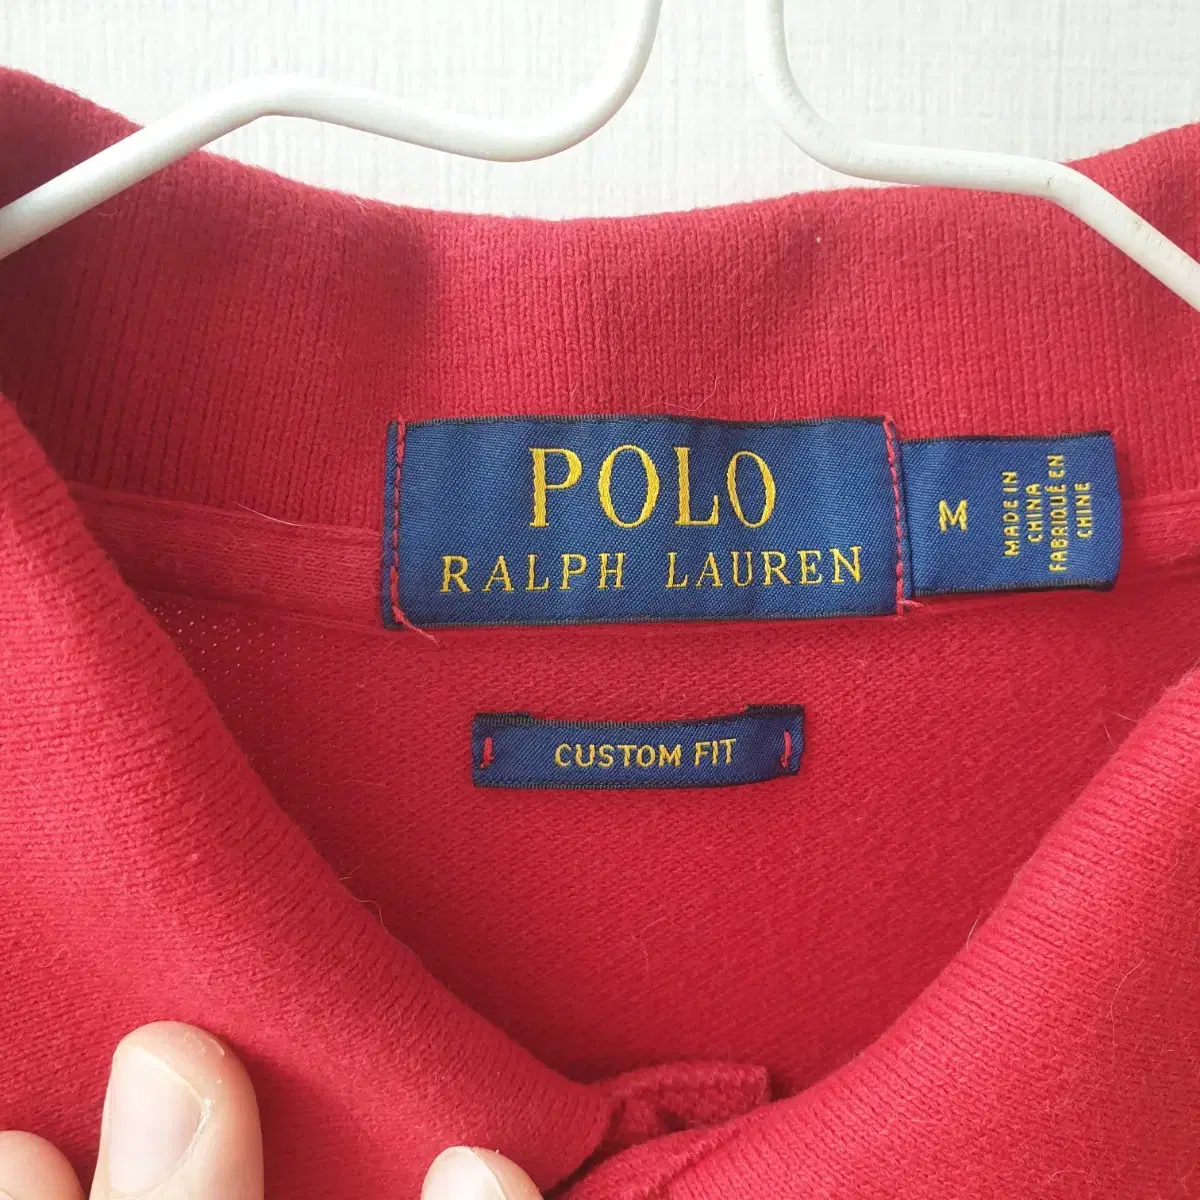 POLO
RALPH LAUREN
M
MADE IN
CHINA
FABRIQUÉ EN
CHINE
CUSTOM FIT